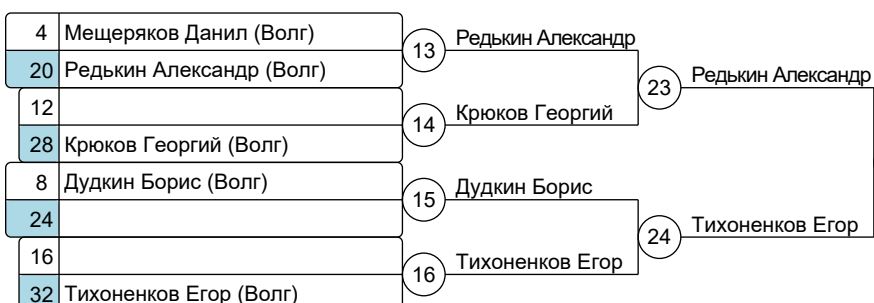 4 Мещеряков Данил (Волг)
13 Редькин Александр
20 Редькин Александр (Волг)
23 Редькин Александр
12
14 Крюков Георгий
28 Крюков Георгий (Волг)
8 Дудкин Борис (Волг)
15 Дудкин Борис
24
24 Тихоненков Егор
16
16 Тихоненков Егор
32 Тихоненков Егор (Волг)